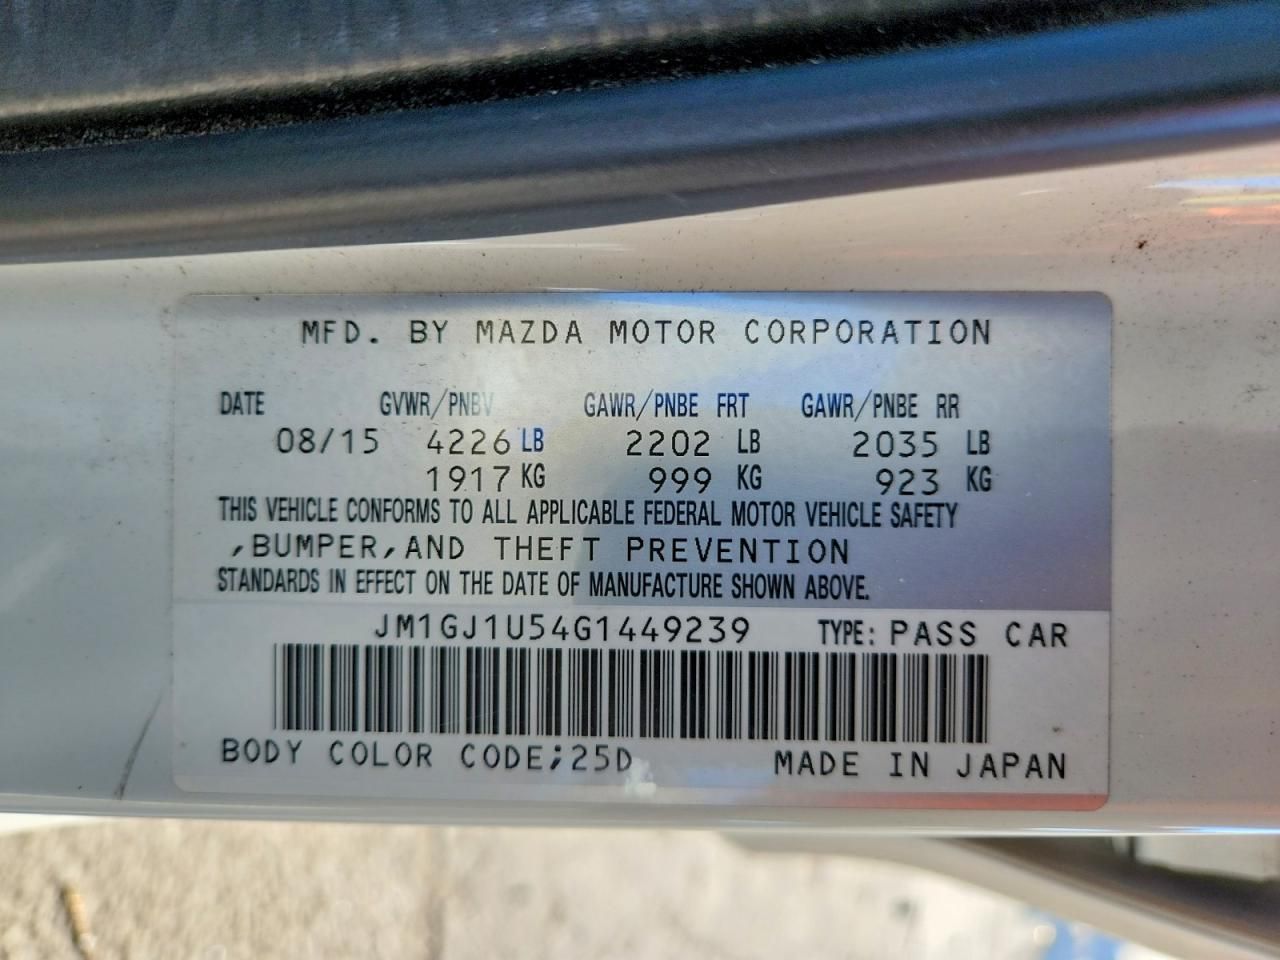 MFD. BY MAZDA MOTOR CORPORATION
DATE GVWR/PNBV GAWR/PNBE FRT GAWR/PNBE RR
08/15 4226 LB 2202 LB 2035 LB
1917 KG 999 KG 923 KG
THIS VEHICLE CONFORMS TO ALL APPLICABLE FEDERAL MOTOR VEHICLE SAFETY
,BUMPER,AND THEFT PREVENTION
STANDARDS IN EFFECT ON THE DATE OF MANUFACTURE SHOWN ABOVE.
JM1GJ1U54G1449239 TYPE: PASS CAR
BODY COLOR CODE;25D MADE IN JAPAN